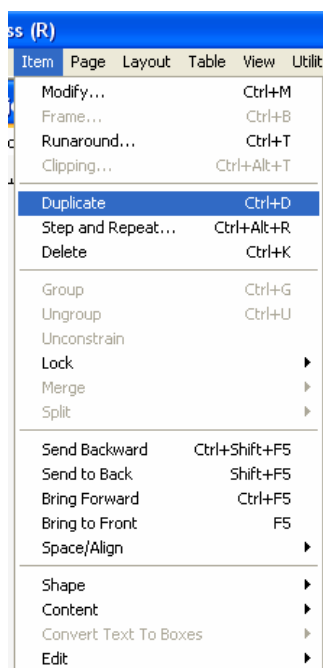 ss (R)
Item Page Layout Table View Utilit
Modify... Ctrl+M
Frame... Ctrl+B
Runaround... Ctrl+T
Clipping... Ctrl+Alt+T
Duplicate Ctrl+D
Step and Repeat... Ctrl+Alt+R
Delete Ctrl+K
Group Ctrl+G
Ungroup Ctrl+U
Unconstrain
Lock
Merge
Split
Send Backward Ctrl+Shift+F5
Send to Back Shift+F5
Bring Forward Ctrl+F5
Bring to Front F5
Space/Align
Shape
Content
Convert Text To Boxes
Edit